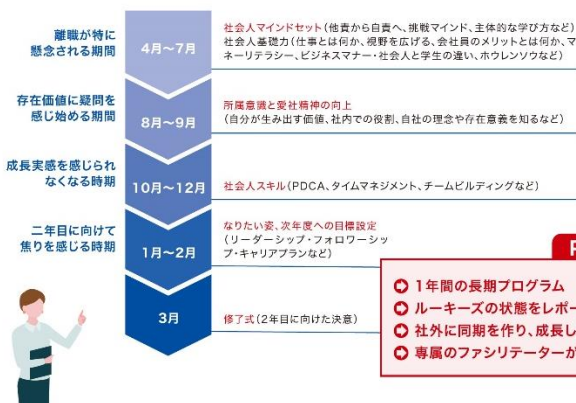 離職が特に
懸念される期間
4月～7月
社会人マインドセット(他責から自責へ、挑戦マインド、主体的な学び方など)
社会人基礎力(仕事とは何か、視野を広げる、会社員のメリットとは何か、マ
ネーリテラシー、ビジネスマナー・社会人と学生の違い、ホウレンソウなど)
存在価値に疑問を
感じ始める期間
8月～9月
所属意識と愛社精神の向上
(自分が生み出す価値、社内での役割、自社の理念や存在意義を知るなど)
成長実感を感じられ
なくなる時期
10月～12月
社会人スキル(PDCA、タイムマネジメント、チームビルディングなど)
二年目に向けて
焦りを感じる時期
1月～2月
なりたい姿、次年度への目標設定
(リーダーシップ・フォロワーシッ
プ・キャリアプランなど)
3月
修了式(2年目に向けた決意)
1年間の長期プログラム
ルーキーズの状態をレポー
社外に同期を作り、成長し
専属のファシリテーターが